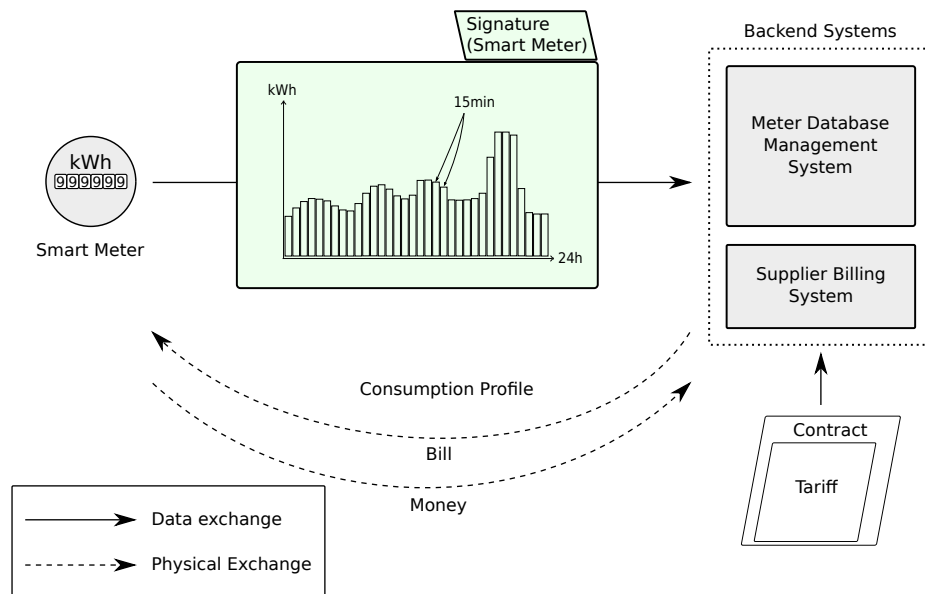 Signature
(Smart Meter)
Backend Systems
kWh
15min
24h
kWh
999999
Smart Meter
Meter Database
Management
System
Supplier Billing
System
Consumption Profile
Bill
Money
Contract
Tariff
Data exchange
Physical Exchange